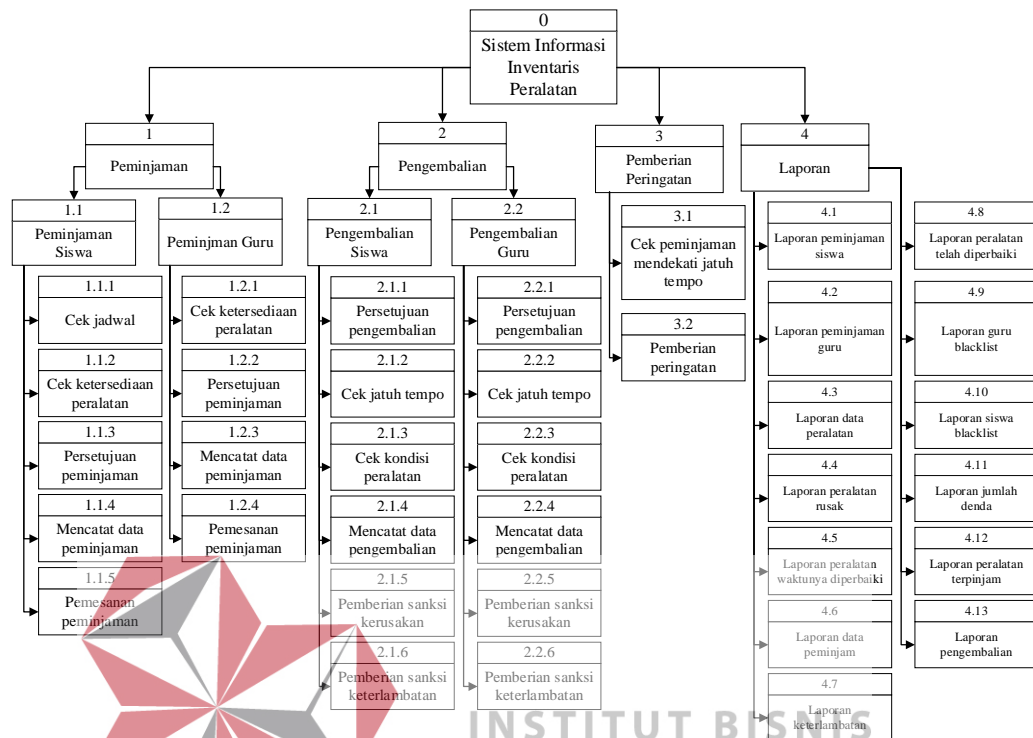 0
Sistem Informasi
Inventaris
Peralatan
1
Peminjaman
1.1
Peminjaman
Siswa
1.1.1
Cek jadwal
1.1.2
Cek ketersediaan
peralatan
1.1.3
Persetujuan
peminjaman
1.1.4
Mencatat data
peminjaman
1.1.5
Pemesanan
peminjaman
1.2
Peminjman Guru
1.2.1
Cek ketersediaan
peralatan
1.2.2
Persetujuan
peminjaman
1.2.3
Mencatat data
peminjaman
1.2.4
Pemesanan
peminjaman
2
Pengembalian
2.1
Pengembalian
Siswa
2.1.1
Persetujuan
pengembalian
2.1.2
Cek jatuh tempo
2.1.3
Cek kondisi
peralatan
2.1.4
Mencatat data
pengembalian
2.1.5
Pemberian sanksi
kerusakan
2.1.6
Pemberian sanksi
keterlambatan
2.2
Pengembalian
Guru
2.2.1
Persetujuan
pengembalian
2.2.2
Cek jatuh tempo
2.2.3
Cek kondisi
peralatan
2.2.4
Mencatat data
pengembalian
2.2.5
Pemberian sanksi
kerusakan
2.2.6
Pemberian sanksi
keterlambatan
3
Pemberian
Peringatan
3.1
Cek peminjaman
mendekati jatuh
tempo
3.2
Pemberian
peringatan
4
Laporan
4.1
Laporan peminjaman
siswa
4.2
Laporan peminjaman
guru
4.3
Laporan data
peralatan
4.4
Laporan peralatan
rusak
4.5
Laporan peralatan
waktunya diperbaiki
4.6
Laporan data
peminjam
4.7
Laporan
keterlambatan
4.8
Laporan peralatan
telah diperbaiki
4.9
Laporan guru
blacklist
4.10
Laporan siswa
blacklist
4.11
Laporan jumlah
denda
4.12
Laporan peralatan
terpinjam
4.13
Laporan
pengembalian
INSTITUT BISNIS